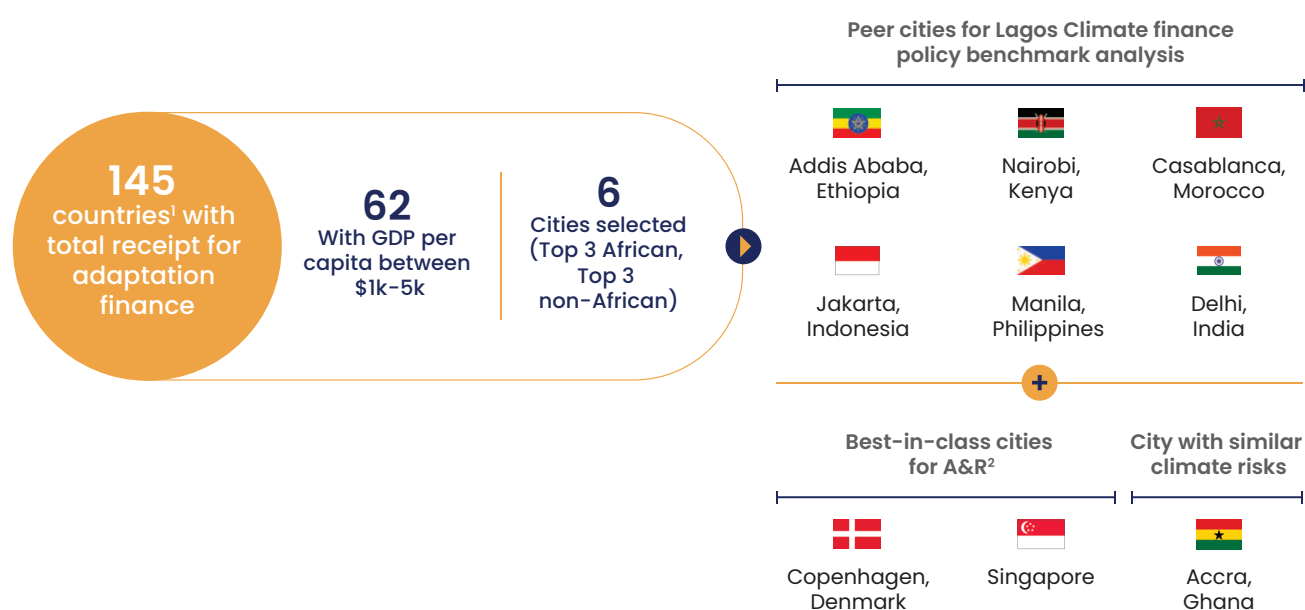 145
countries¹ with
total receipt for
adaptation
finance
62
With GDP per
capita between
$1k-5k
6
Cities selected
(Top 3 African,
Top 3
non-African)
Peer cities for Lagos Climate finance
policy benchmark analysis
Addis Ababa,
Ethiopia
Nairobi,
Kenya
Casablanca,
Morocco
Jakarta,
Indonesia
Manila,
Philippines
Delhi,
India
+
Best-in-class cities
for A&R²
Copenhagen,
Denmark
Singapore
City with similar
climate risks
Accra,
Ghana